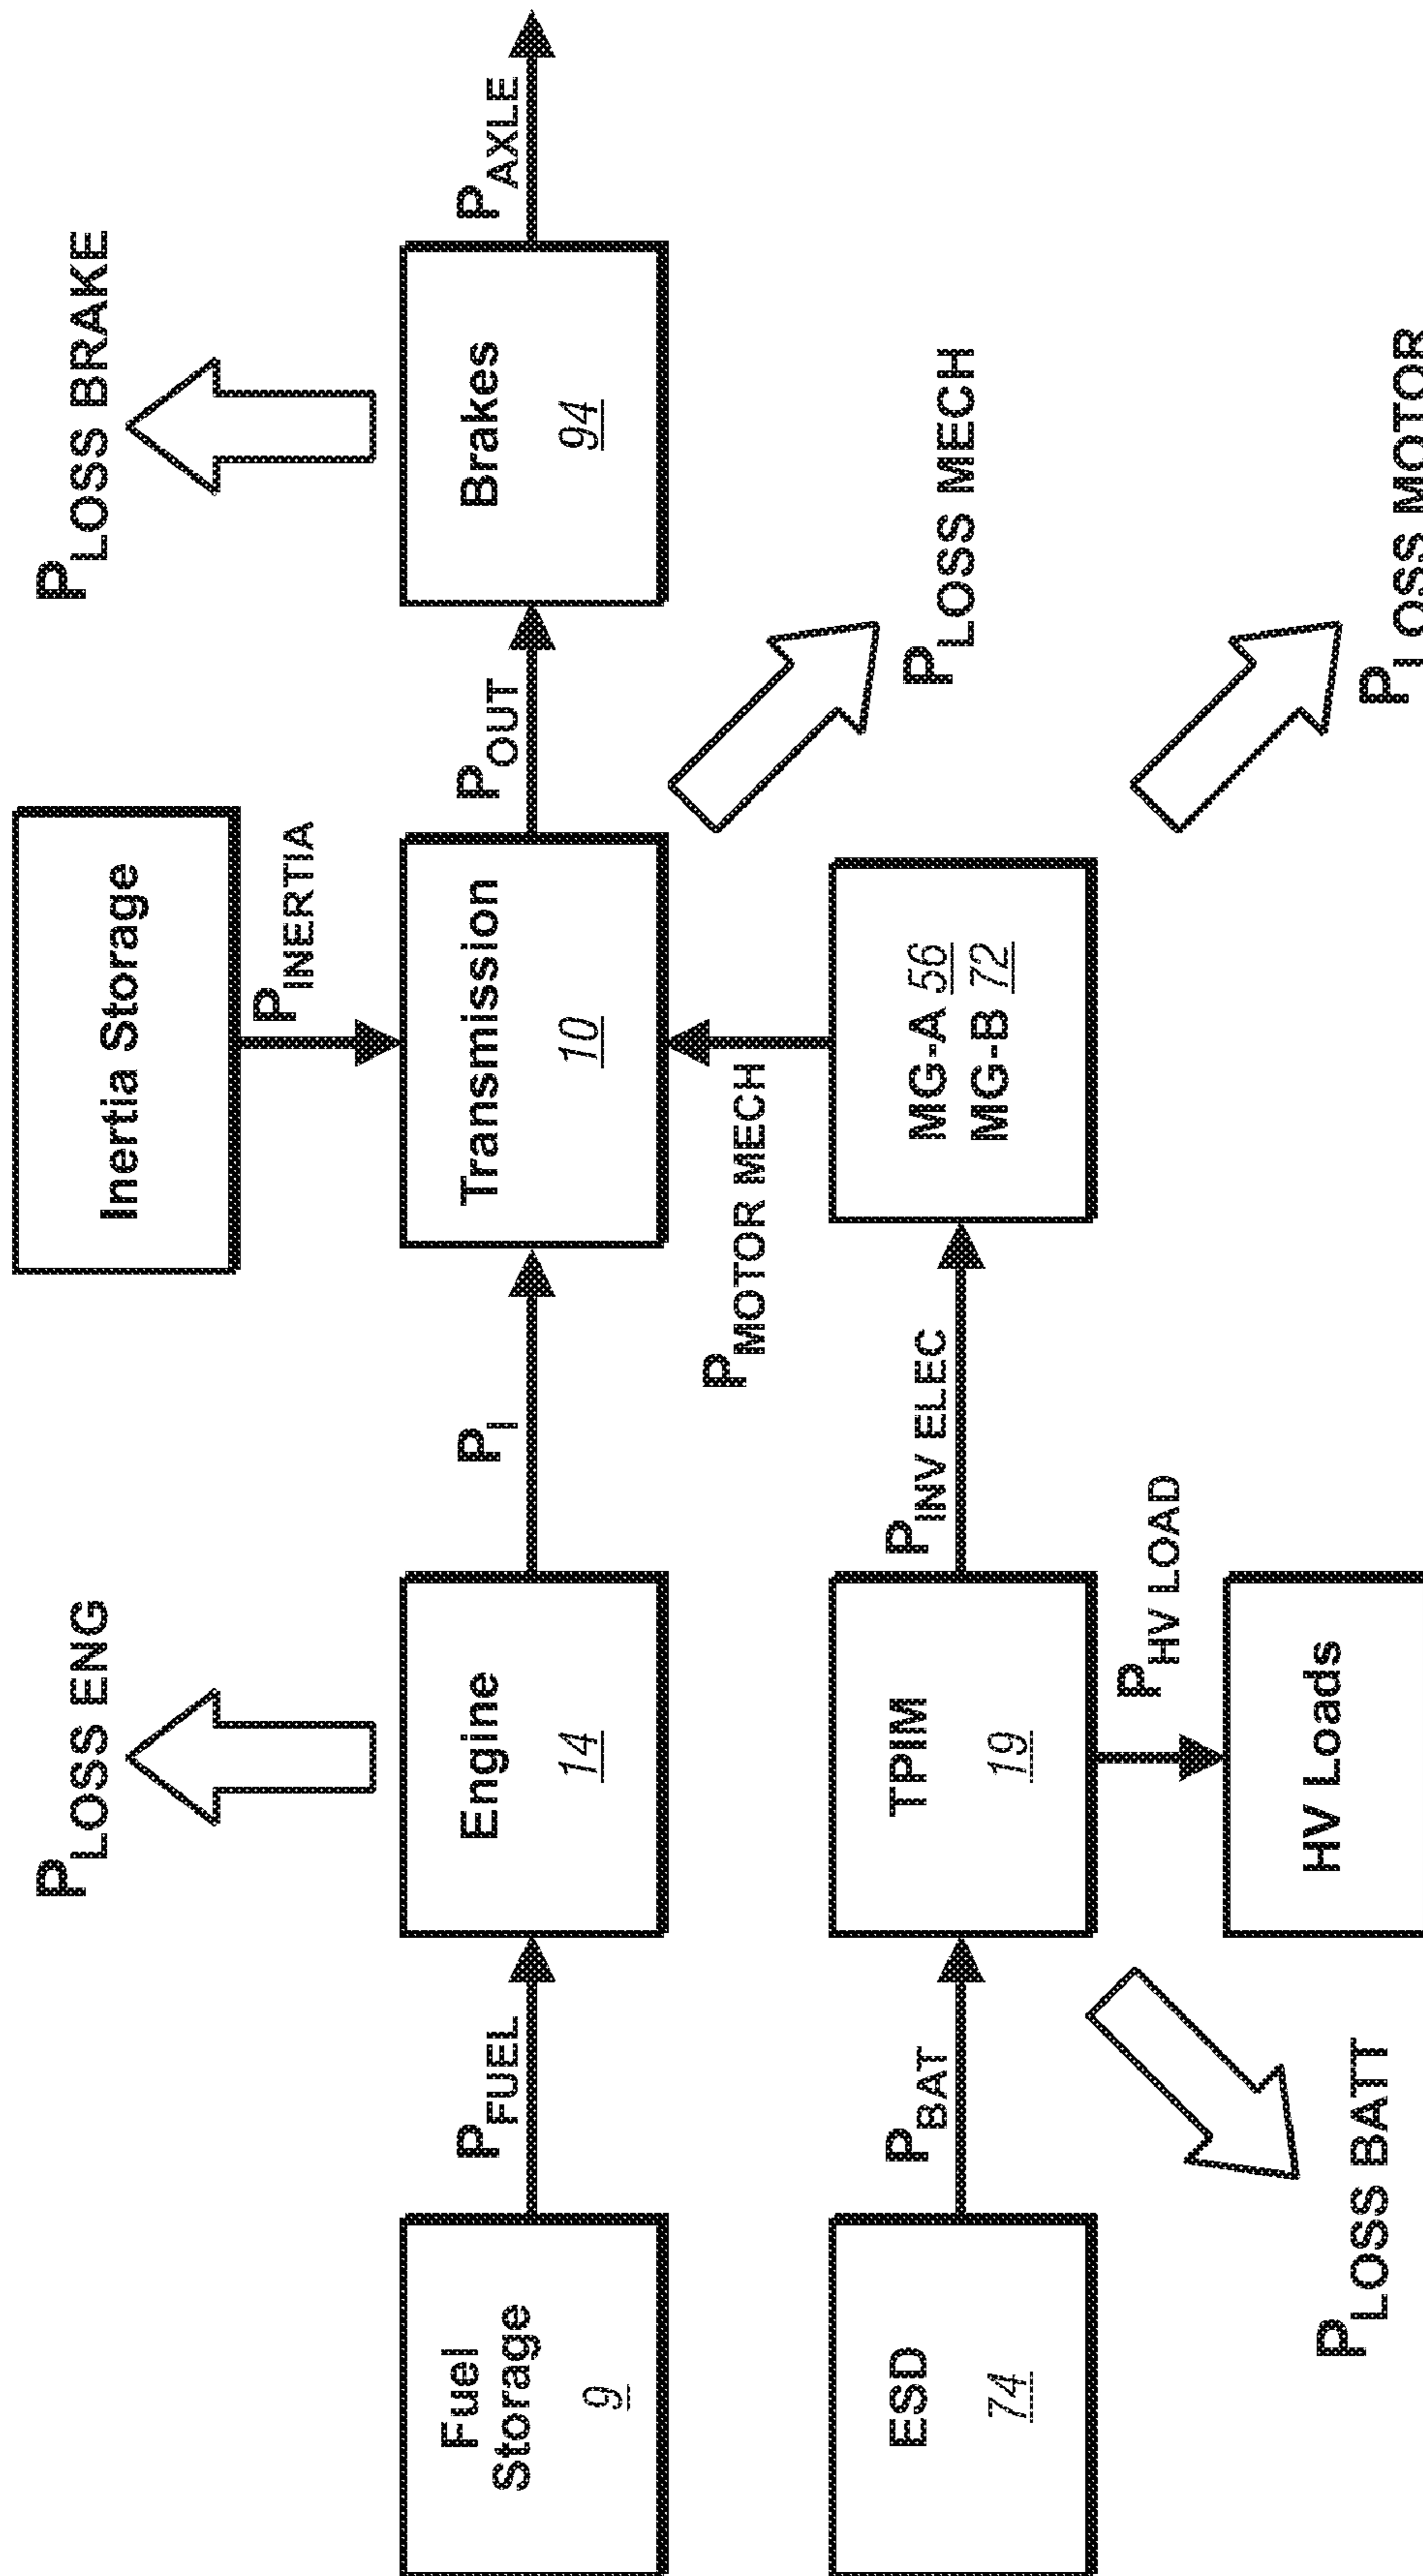 PLOSS ENG
PLOSS BRAKE
Inertia Storage
PINERTIA
Fuel
Storage
9
PFUEL
Engine
14
PI
Transmission
10
POUT
Brakes
94
PAXLE
PMOTOR MECH
PLOSS MECH
ESD
74
PBAT
TPIM
19
PINV ELEC
MG-A 56
MG-B 72
PHV LOAD
HV Loads
PLOSS BATT
PLOSS MOTOR